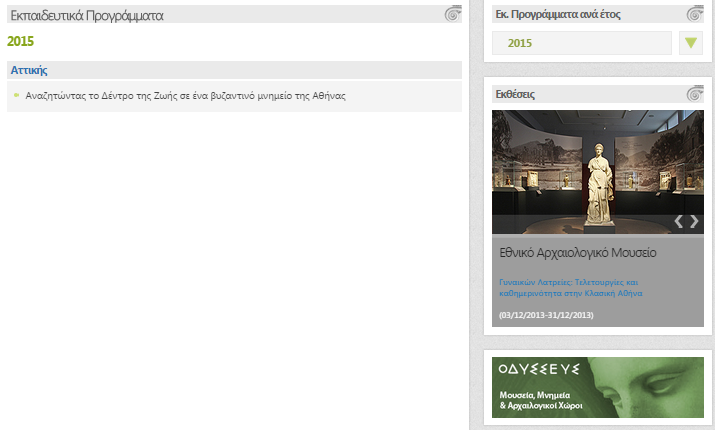 Εκπαιδευτικά Προγράμματα
2015
Αττικής
Αναζητώντας το Δέντρο της Ζωής σε ένα βυζαντινό μνημείο της Αθήνας
Εκ. Προγράμματα ανά έτος
2015
Εκθέσεις
Εθνικό Αρχαιολογικό Μουσείο
Γυναικών Λατρείες: Τελετουργίες και
καθημερινότητα στην Κλασική Αθήνα
(03/12/2013-31/12/2013)
ΟΔΥΣΣΕΥΣ
Μουσεία, Μνημεία
& Αρχαιολογικοί Χώροι